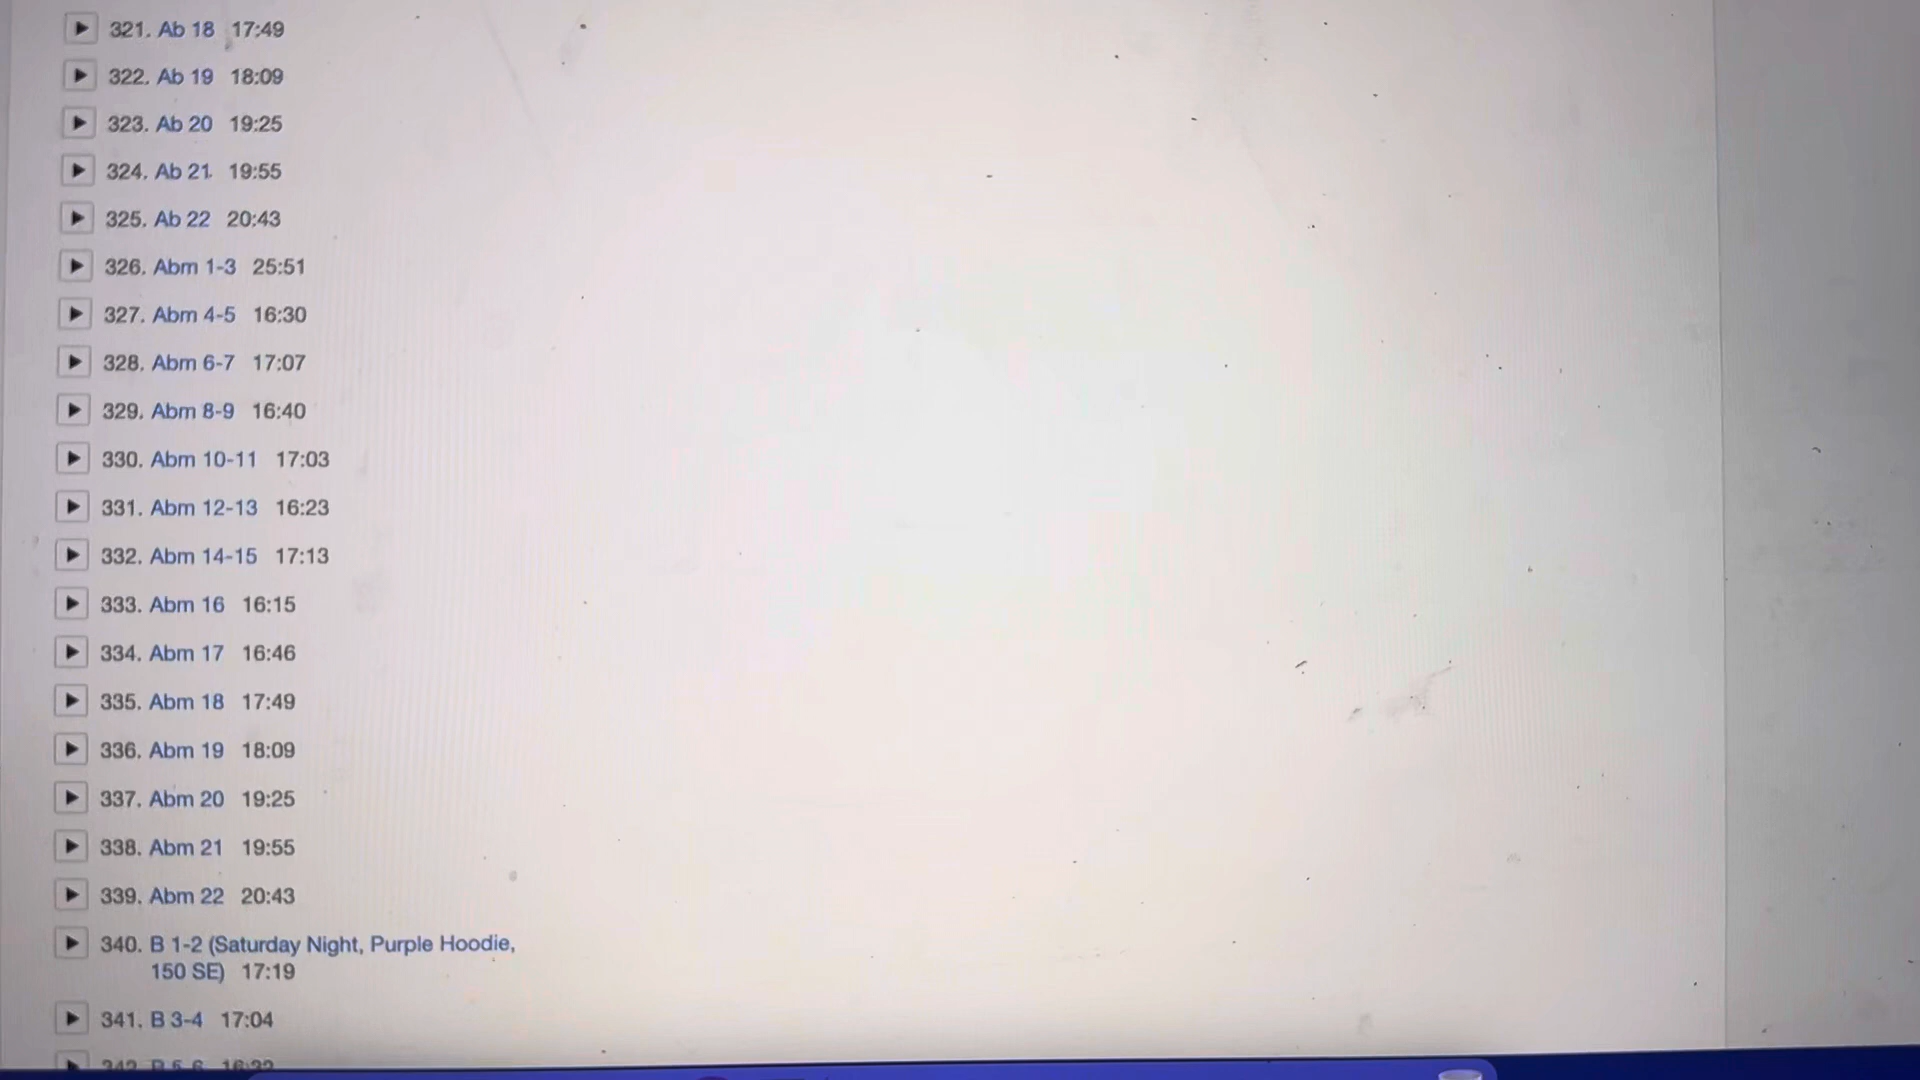 321. Ab 18 17:49
322. Ab 19 18:09
323. Ab 20 19:25
324. Ab 21 19:55
325. Ab 22 20:43
326. Abm 1-3 25:51
327. Abm 4-5 16:30
328. Abm 6-7 17:07
329. Abm 8-9 16:40
330. Abm 10-11 17:03
331. Abm 12-13 16:23
332. Abm 14-15 17:13
333. Abm 16 16:15
334. Abm 17 16:46
335. Abm 18 17:49
336. Abm 19 18:09
337. Abm 20 19:25
338. Abm 21 19:55
339. Abm 22 20:43
340. B 1-2 (Saturday Night, Purple Hoodie,
150 SE) 17:19
341. B 3-4 17:04